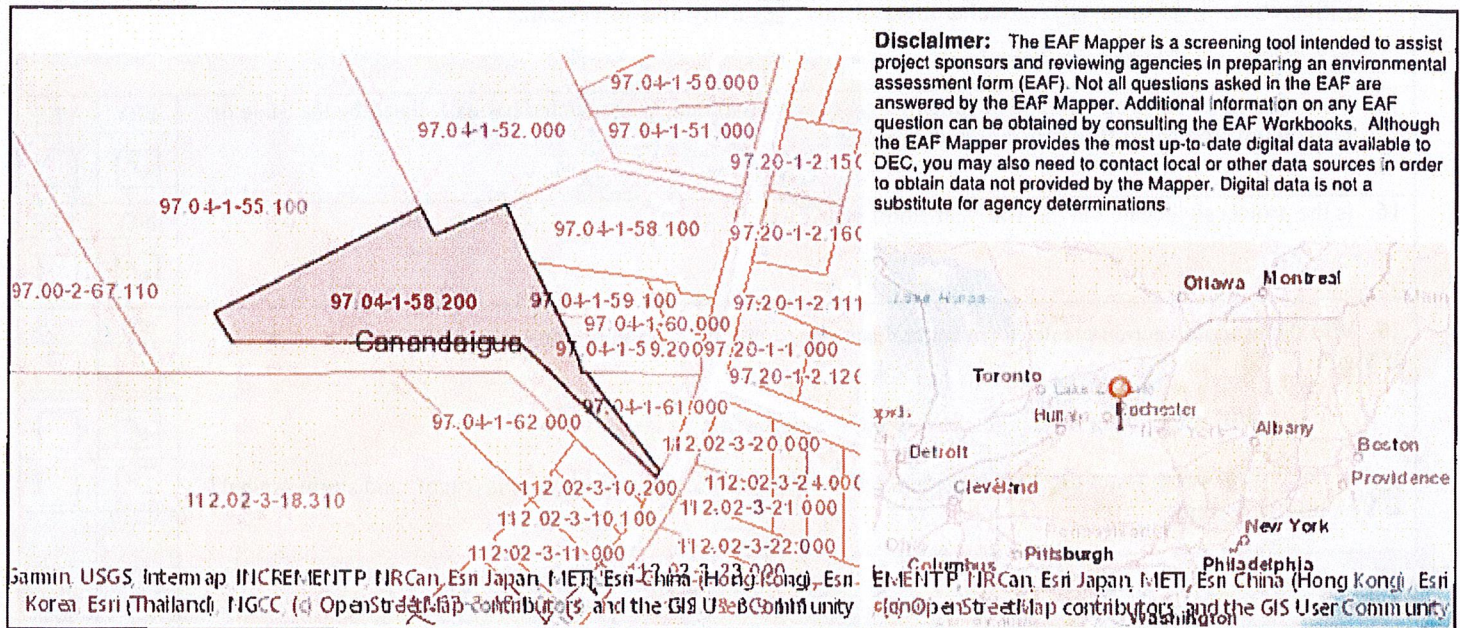 97.04-1-50.000
97.04-1-52.000
97.04-1-51.000
97.20-1-2.150
97.04-1-55.100
97.04-1-58.100
97.20-1-2.160
97.00-2-67.110
97.04-1-58.200
97.04-1-59.100
97.20-1-2.111
97.04-1-60.000
Canandaigua
97.04-1-59.200
97.20-1-1.000
97.20-1-2.120
97.04-1-61.000
97.04-1-62.000
112.02-3-20.000
112.02-3-10.200
112.02-3-24.000
112.02-3-18.310
112.02-3-10.100
112.02-3-21.000
112.02-3-11.000
112.02-3-22.000
USGS, Intermap INCREMENT P, NRCan, Esri Japan, METI, Esri China (Hong Kong), Esri
Korea, Esri (Thailand), NGCC, (c) OpenStreetMap contributors, and the GIS User Community
Disclaimer: The EAF Mapper is a screening tool intended to assist
project sponsors and reviewing agencies in preparing an environmental
assessment form (EAF). Not all questions asked in the EAF are
answered by the EAF Mapper. Additional information on any EAF
question can be obtained by consulting the EAF Workbooks. Although
the EAF Mapper provides the most up-to-date digital data available to
DEC, you may also need to contact local or other data sources in order
to obtain data not provided by the Mapper. Digital data is not a
substitute for agency determinations.
Ottawa
Montreal
Lake Huron
Toronto
Rochester
Albany
Boston
Detroit
Providence
Cleveland
New York
Pittsburgh
Columbus
Philadelphia
NRCan, Esri Japan, METI, Esri China (Hong Kong), Esri
OpenStreetMap contributors, and the GIS User Community
Washington